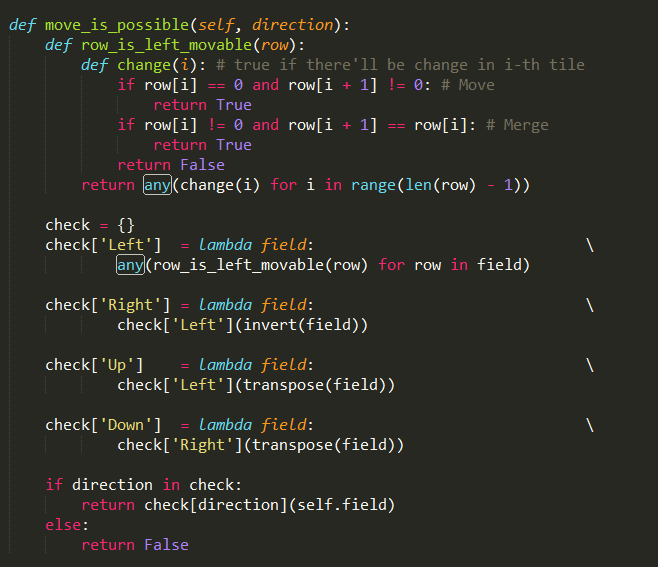 def move_is_possible(self, direction):
    def row_is_left_movable(row):
        def change(i): # true if there'll be change in i-th tile
            if row[i] == 0 and row[i + 1] != 0: # Move
                return True
            if row[i] != 0 and row[i + 1] == row[i]: # Merge
                return True
            return False
        return any(change(i) for i in range(len(row) - 1))

    check = {}
    check['Left']  = lambda field:                              \
            any(row_is_left_movable(row) for row in field)

    check['Right'] = lambda field:                              \
            check['Left'](invert(field))

    check['Up']    = lambda field:                              \
            check['Left'](transpose(field))

    check['Down']  = lambda field:                              \
            check['Right'](transpose(field))

    if direction in check:
        return check[direction](self.field)
    else:
        return False